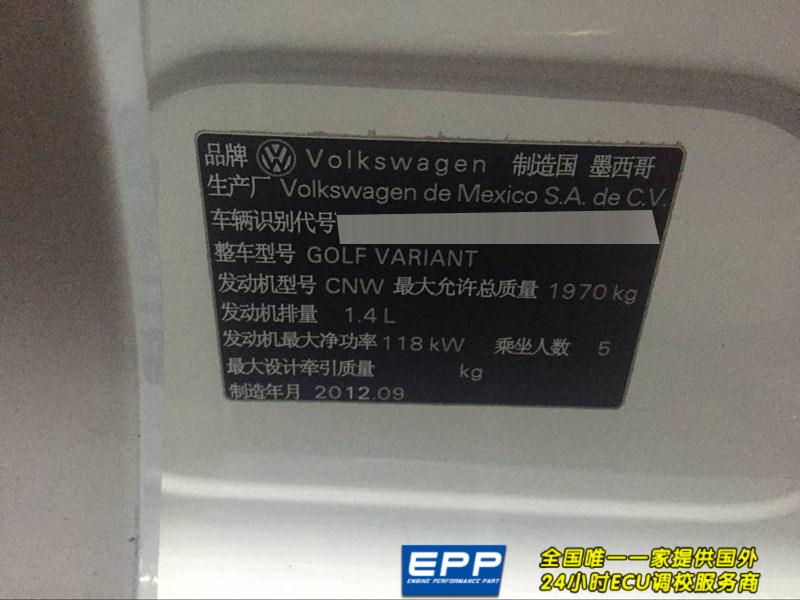 品牌 Volkswagen 制造国 墨西哥
生产厂 Volkswagen de Mexico S.A. de C.V.
车辆识别代号
整车型号 GOLF VARIANT
发动机型号 CNW 最大允许总质量 1970 kg
发动机排量 1.4 L
发动机最大净功率 118 kW 乘坐人数 5
最大设计牵引质量 kg
制造年月 2012.09
EPP
ENGINE PERFORMANCE PART
全国唯一一家提供国外
24小时ECU调校服务商